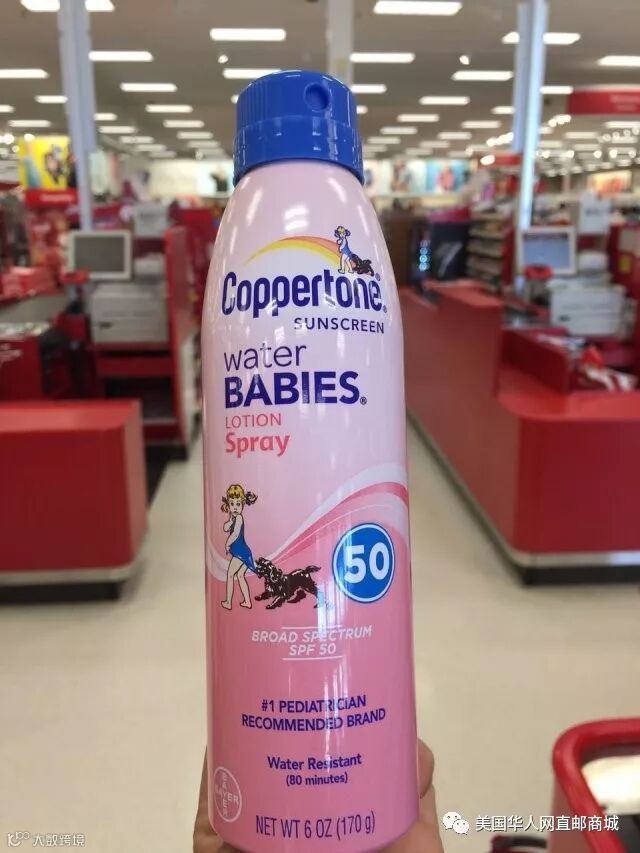 Coppertone®
SUNSCREEN
water
BABIES®
LOTION
Spray
50
BROAD SPECTRUM
SPF 50
#1 PEDIATRICIAN
RECOMMENDED BRAND
Water Resistant
(80 minutes)
BAYER
NET WT 6 OZ (170 g)
美国华人网直邮商城
大数跨境